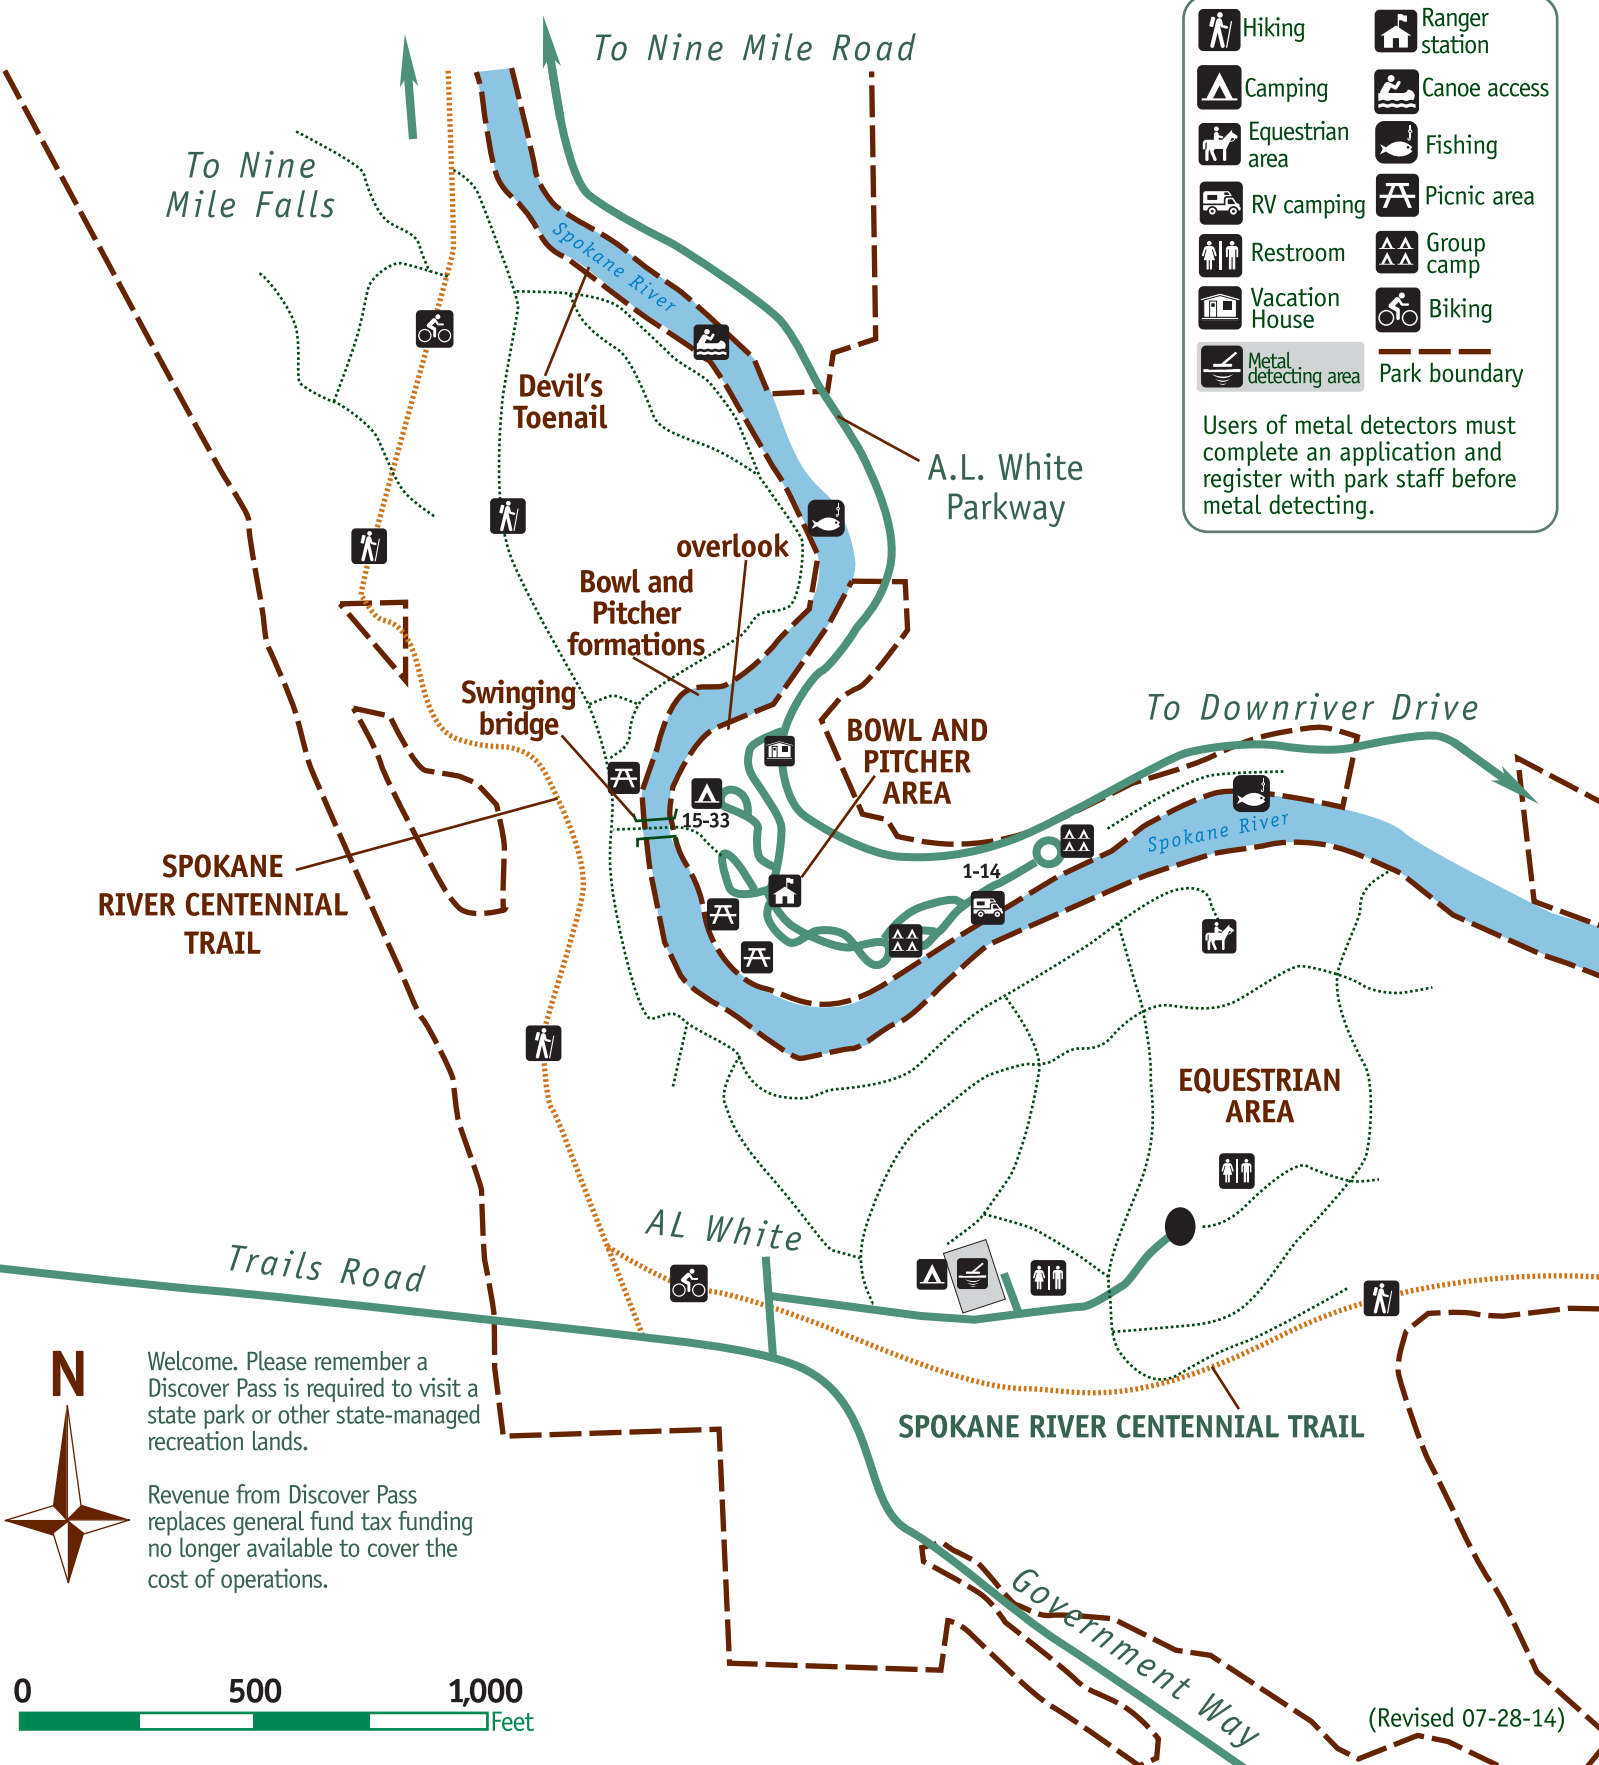 To Nine Mile Road
To Nine
Mile Falls
Spokane River
Devil's
Toenail
A.L. White
Parkway
overlook
Bowl and
Pitcher
formations
Swinging
bridge
BOWL AND
PITCHER
AREA
To Downriver Drive
15-33
1-14
Spokane River
SPOKANE
RIVER CENTENNIAL
TRAIL
EQUESTRIAN
AREA
AL White
Trails Road
SPOKANE RIVER CENTENNIAL TRAIL
Government Way
Hiking
Camping
Equestrian
area
RV camping
Restroom
Vacation
House
Metal
detecting area
Ranger
station
Canoe access
Fishing
Picnic area
Group
camp
Biking
Park boundary
Users of metal detectors must
complete an application and
register with park staff before
metal detecting.
N
Welcome. Please remember a
Discover Pass is required to visit a
state park or other state-managed
recreation lands.
Revenue from Discover Pass
replaces general fund tax funding
no longer available to cover the
cost of operations.
0 500 1,000
Feet
(Revised 07-28-14)